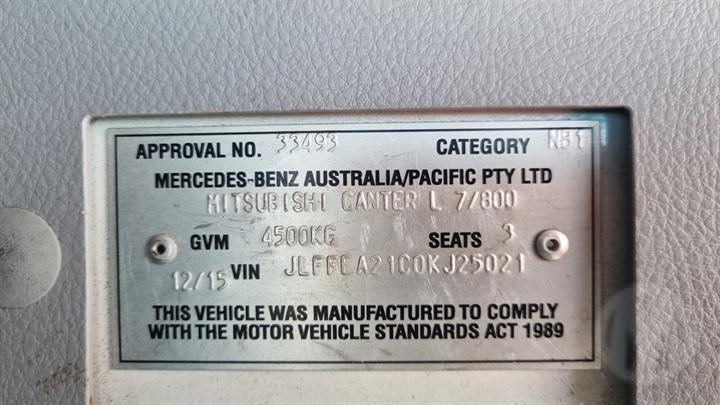 APPROVAL NO. 33493 CATEGORY NB1
MERCEDES-BENZ AUSTRALIA/PACIFIC PTY LTD
MITSUBISHI CANTER L 7/800
GVM 4500KG SEATS 3
12/15 VIN JLFFEA21C0KJ25021
THIS VEHICLE WAS MANUFACTURED TO COMPLY
WITH THE MOTOR VEHICLE STANDARDS ACT 1989